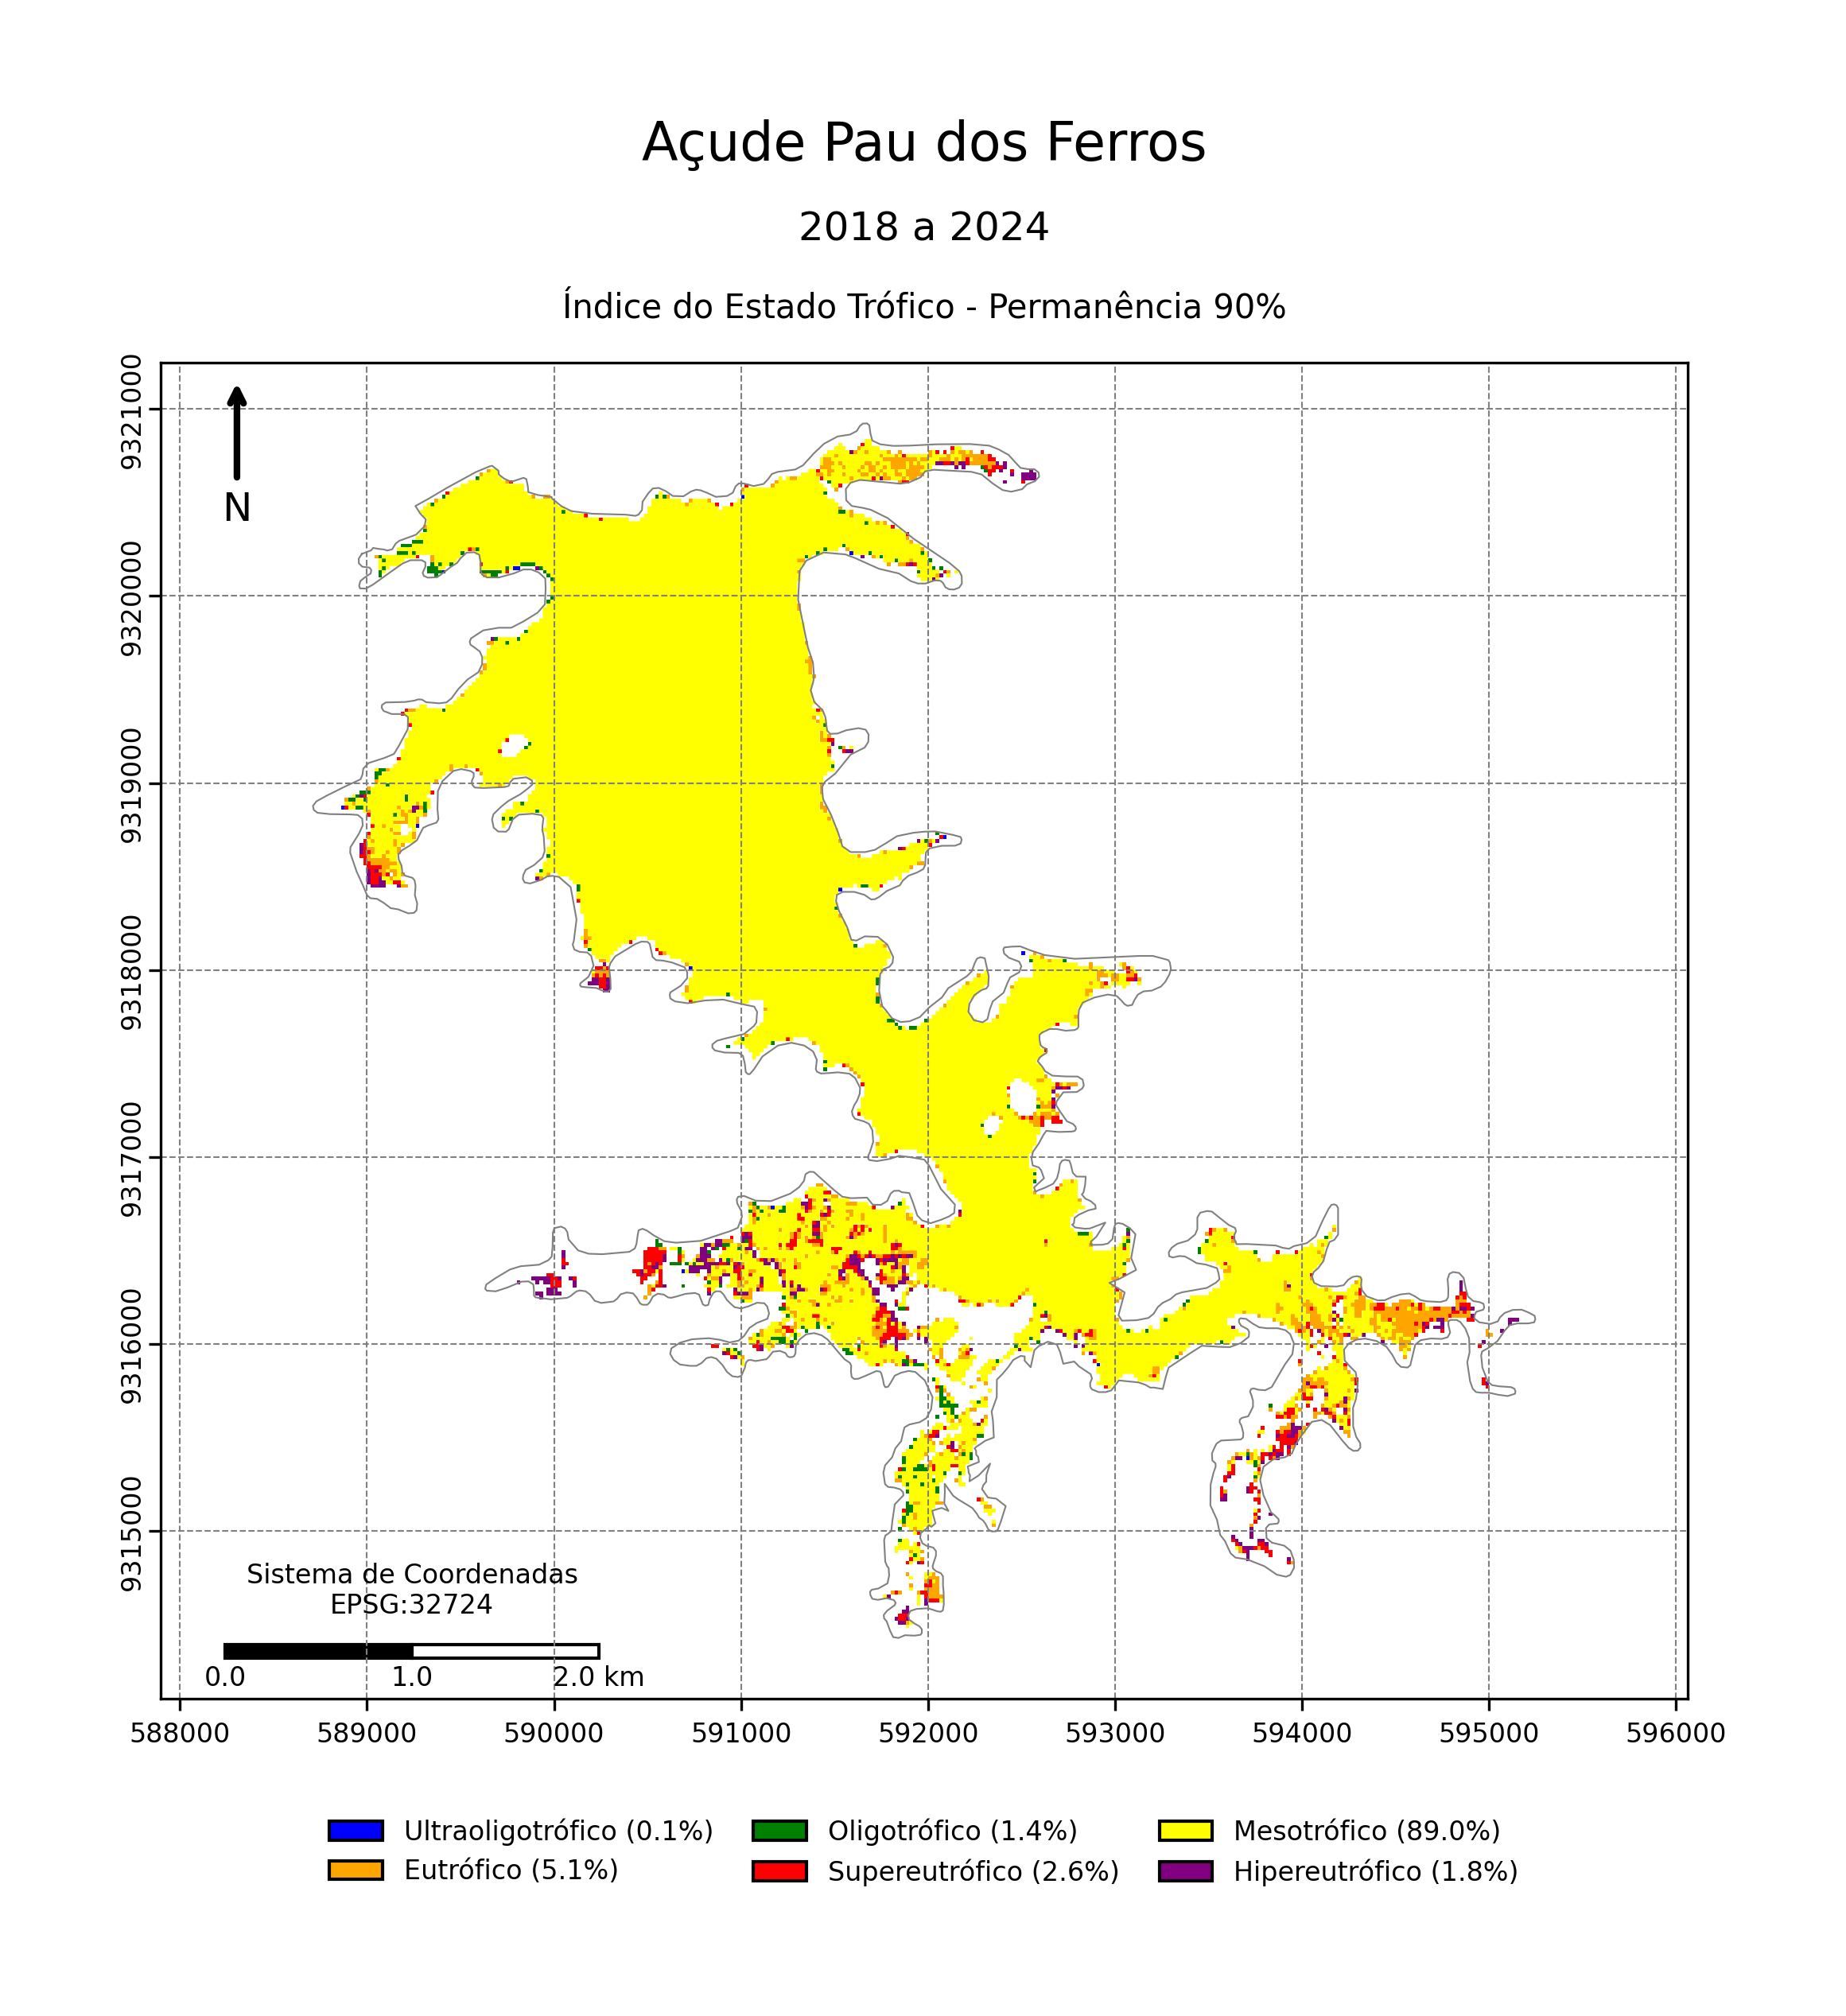 Açude Pau dos Ferros
2018 a 2024
Índice do Estado Trófico - Permanência 90%
9321000
9320000
9319000
9318000
9317000
9316000
9315000
N
Sistema de Coordenadas
EPSG:32724
0.0 1.0 2.0 km
588000 589000 590000 591000 592000 593000 594000 595000 596000
Ultraoligotrófico (0.1%) Oligotrófico (1.4%) Mesotrófico (89.0%)
Eutrófico (5.1%) Supereutrófico (2.6%) Hipereutrófico (1.8%)